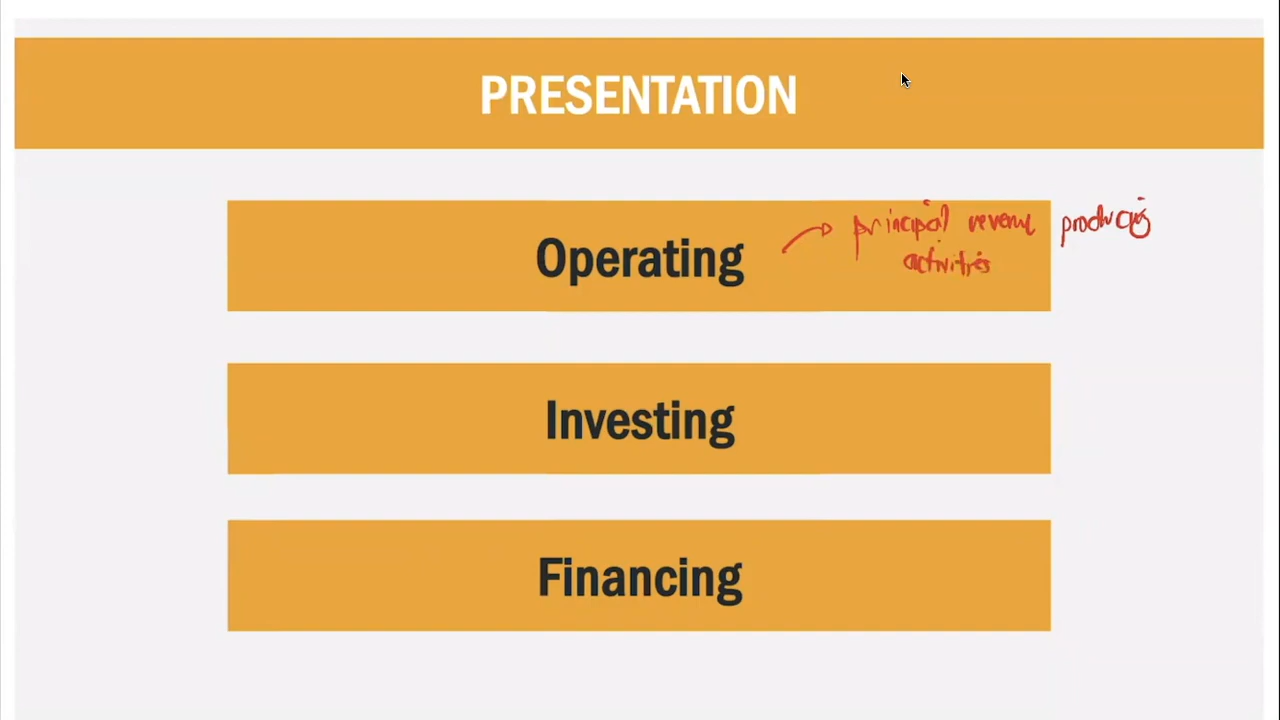 PRESENTATION
Operating
principal revenue producing
activities
Investing
Financing